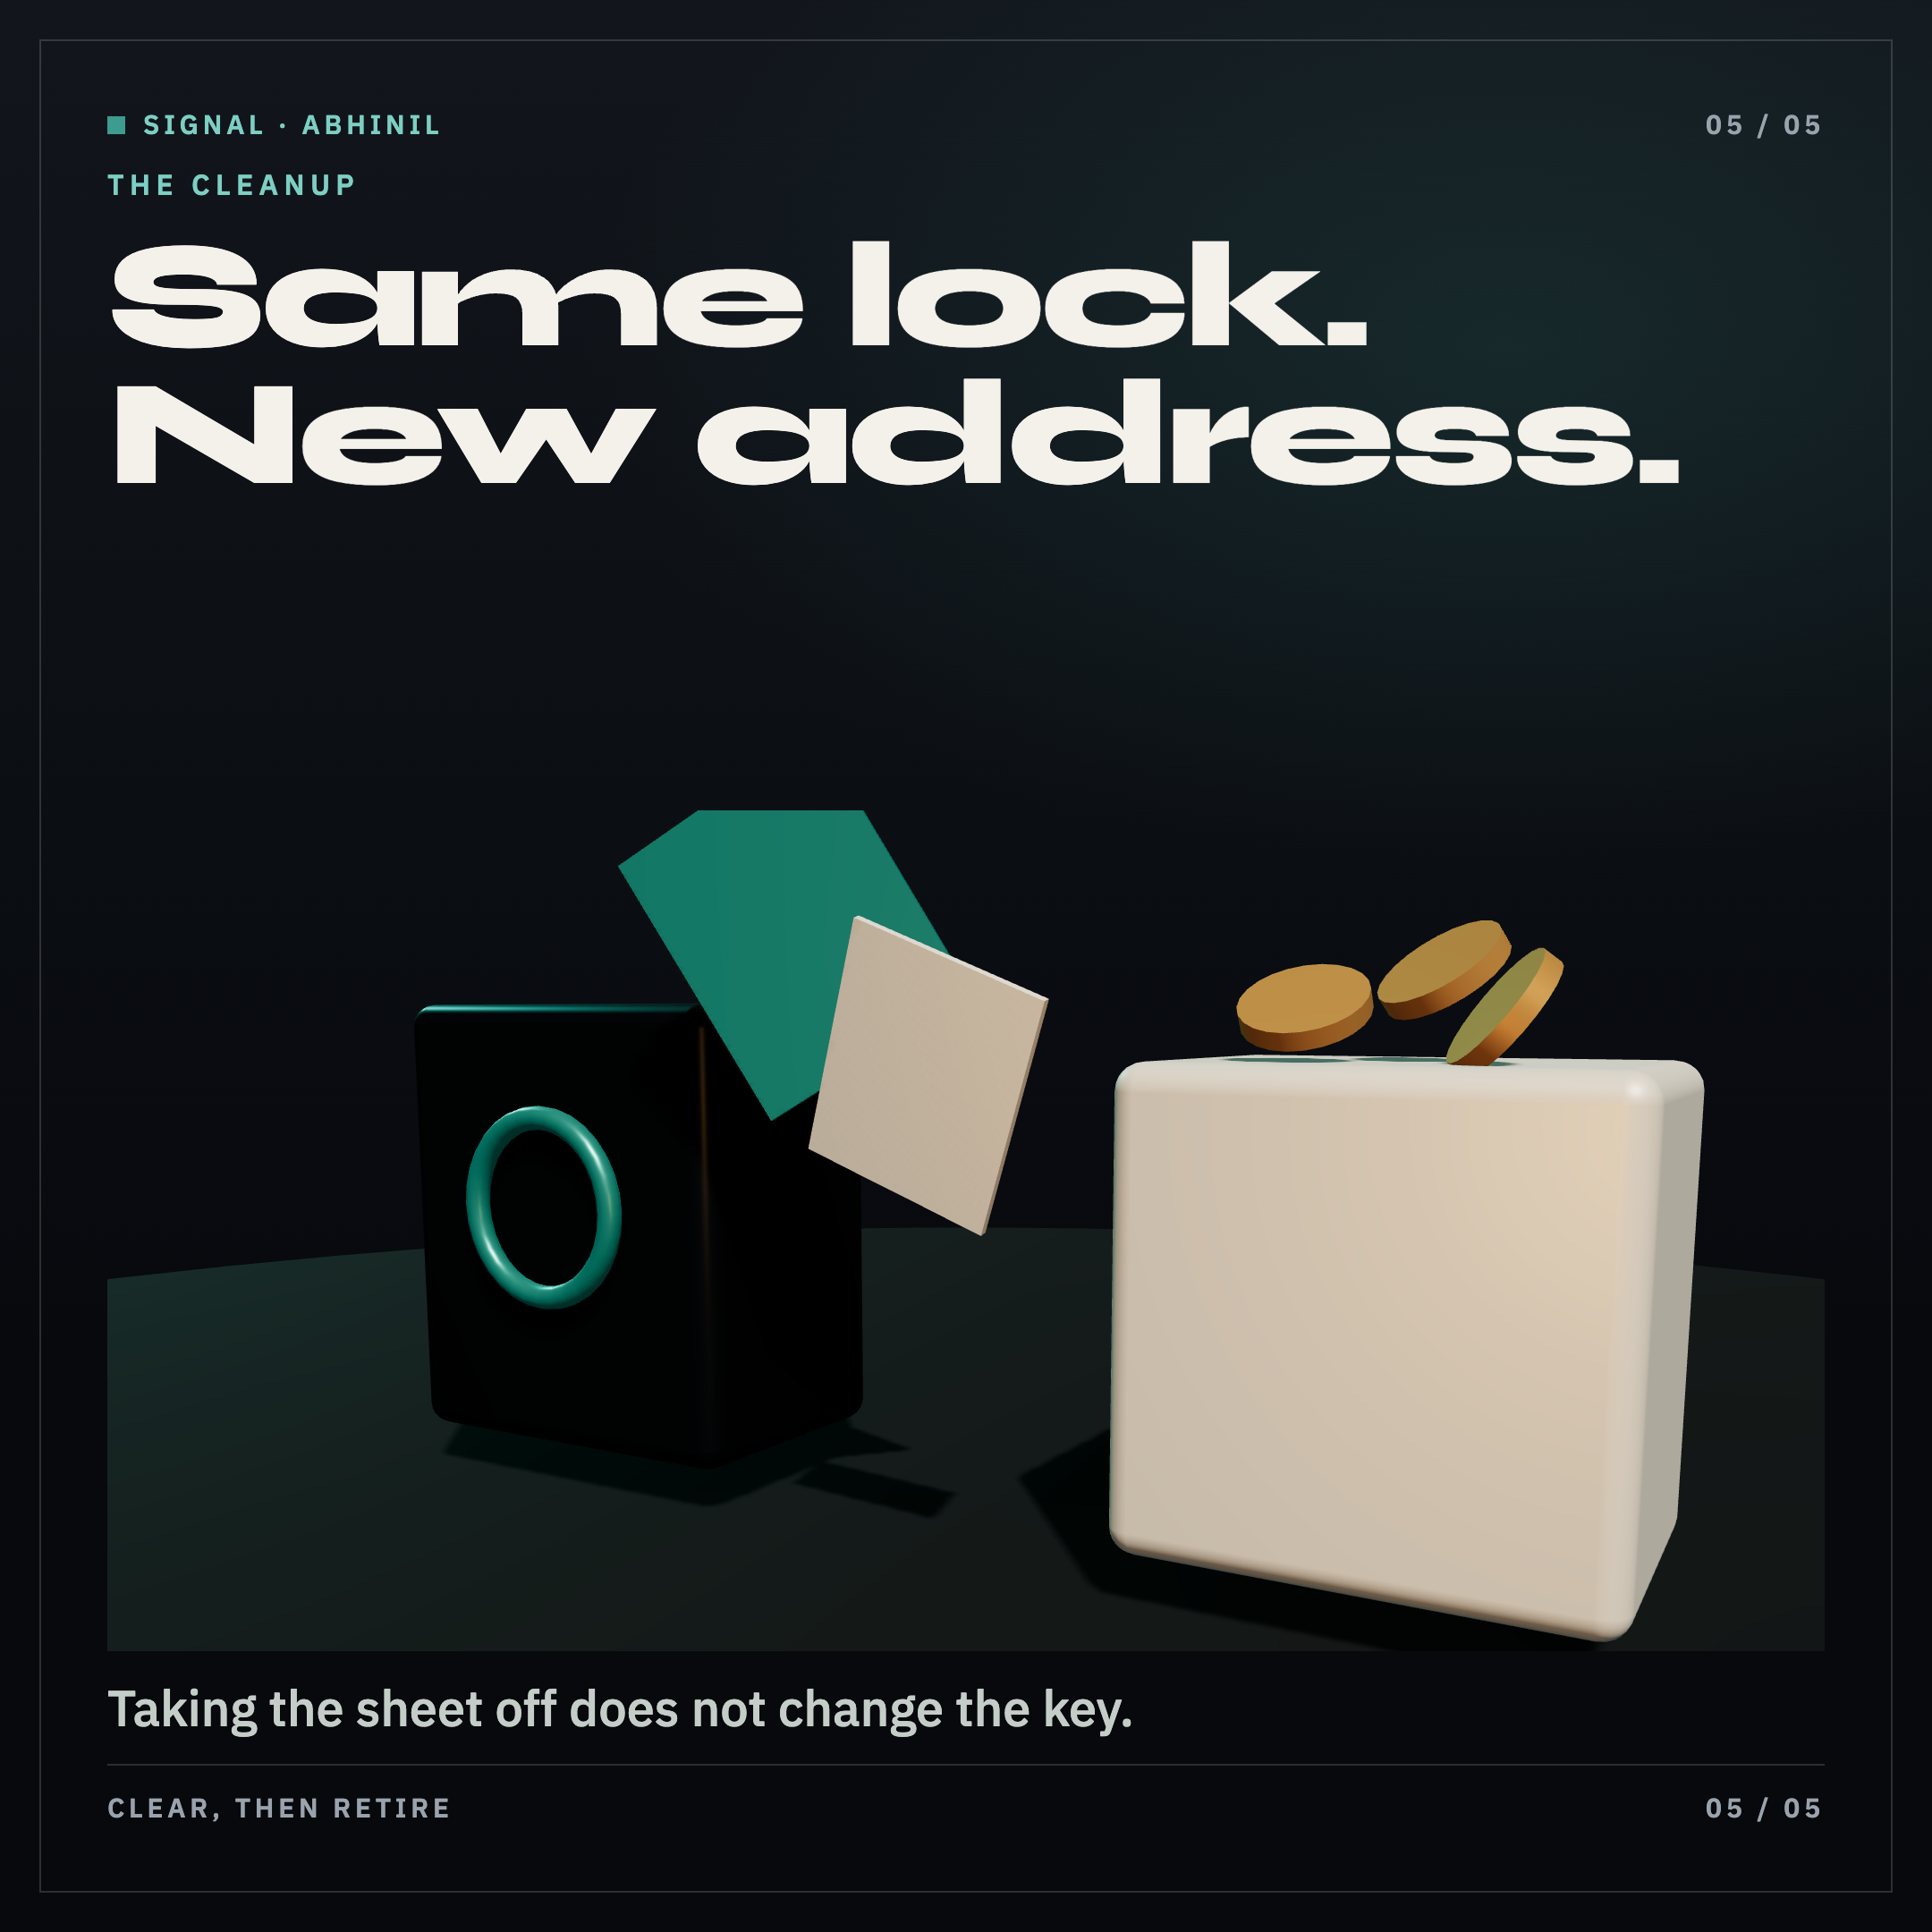 SIGNAL · ABHINIL
05 / 05
THE CLEANUP
Same lock.
New address.
Taking the sheet off does not change the key.
CLEAR, THEN RETIRE
05 / 05